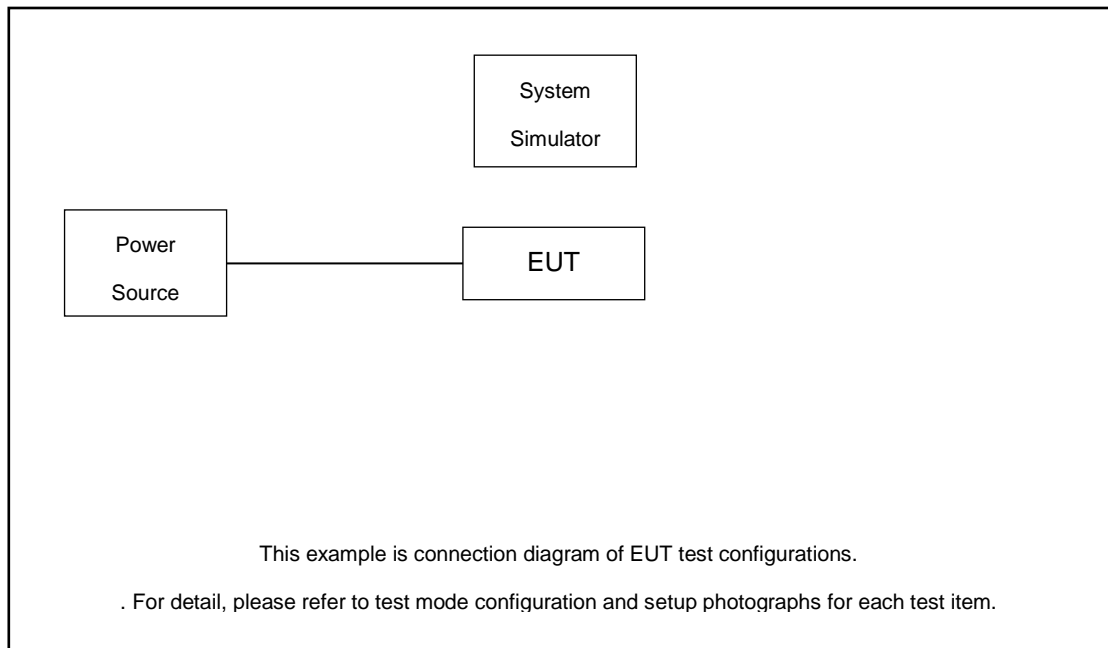 System
Simulator
Power
Source
EUT
This example is connection diagram of EUT test configurations.
. For detail, please refer to test mode configuration and setup photographs for each test item.